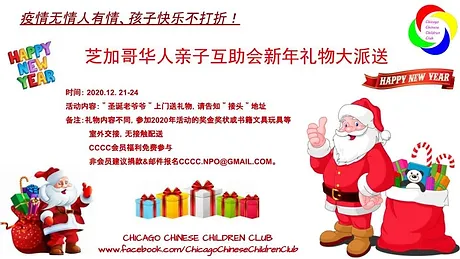 疫情无情人有情、孩子快乐不打折！
Chicago
Chinese
Children
Club
芝加哥华人亲子互助会新年礼物大派送
HAPPY
NEW
YEAR
HAPPY NEW YEAR
时间: 2020.12. 21-24
活动内容: "圣诞老爷爷"上门送礼物, 请告知"接头"地址
备注: 礼物内容不同, 参加2020年活动的奖金奖状或书籍文具玩具等
室外交接, 无接触配送
CCCC会员福利免费参与
非会员建议捐款&邮件报名CCCC.NPO@GMAIL.COM。
CHICAGO CHINESE CHILDREN CLUB
www.facebook.com/ChicagoChineseChildrenClub